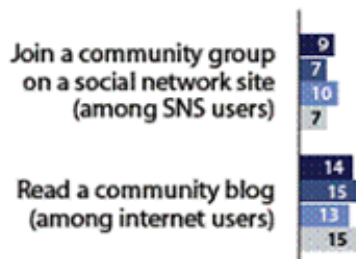 Join a community group
on a social network site
(among SNS users)
9
7
10
7
Read a community blog
(among internet users)
14
15
13
15